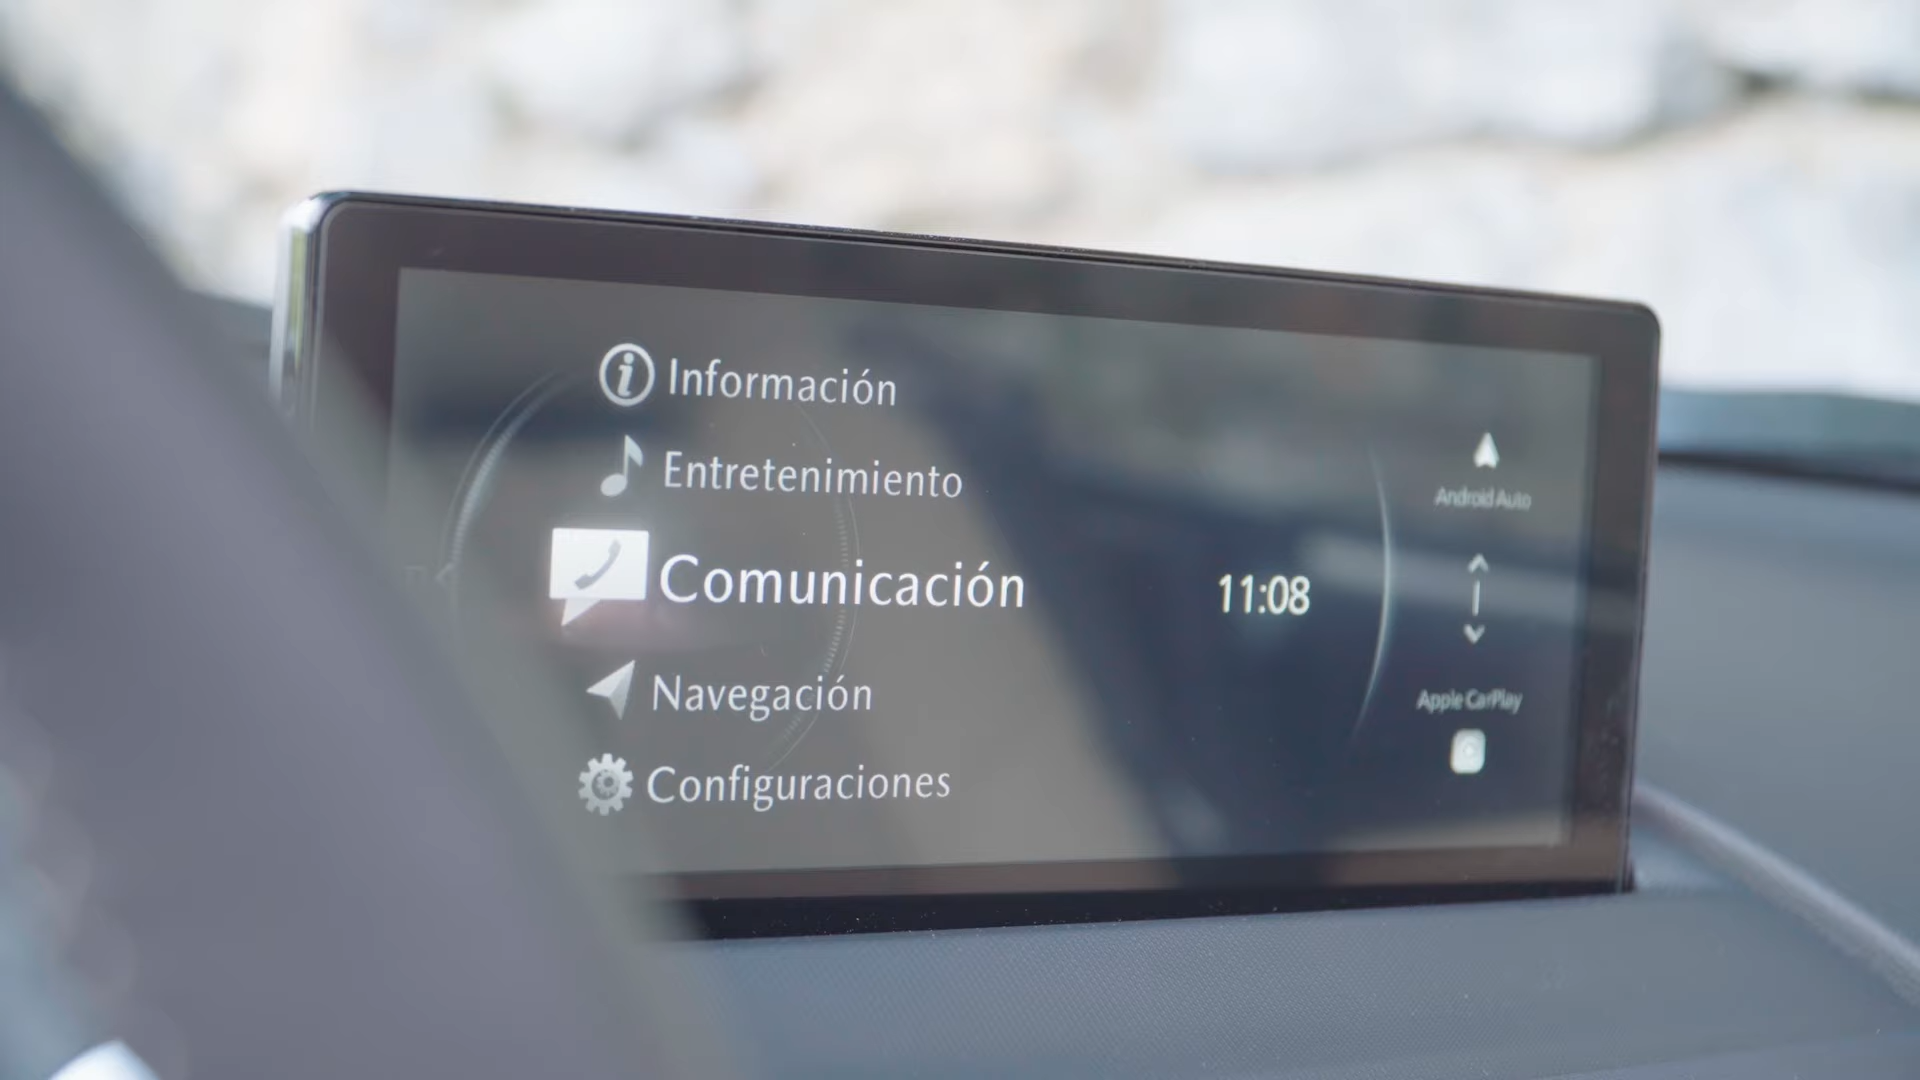 Información
Entretenimiento
Comunicación
Navegación
Configuraciones
11:08
Android Auto
Apple CarPlay